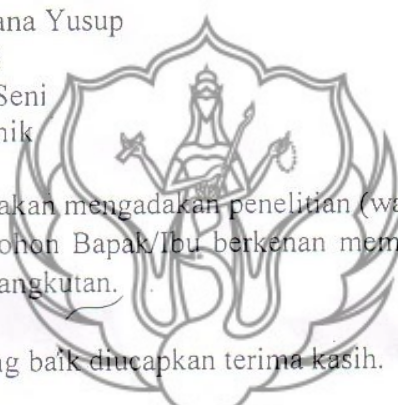 ana Yusup
Seni
nik
akan mengadakan penelitian (wa
ohon Bapak/Ibu berkenan mem
angkutan.
ng baik diucapkan terima kasih.